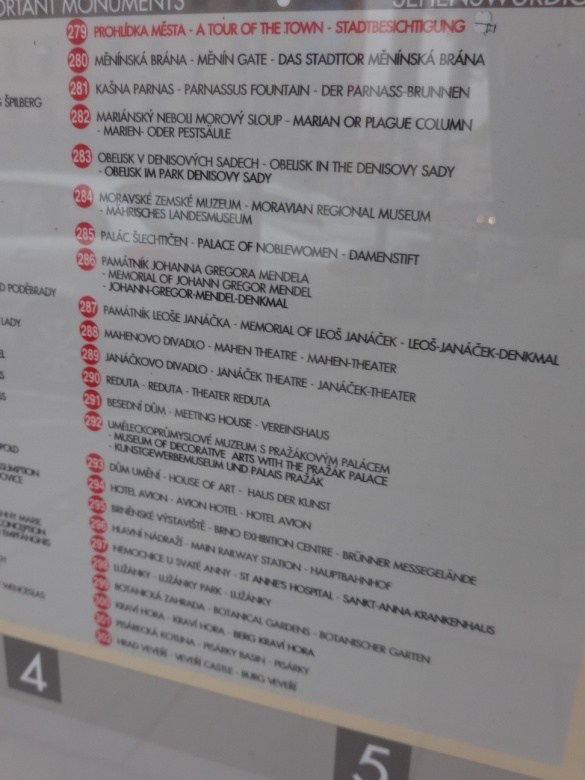 ORTANT MONUMENTS
279 PROHLÍDKA MĚSTA - A TOUR OF THE TOWN - STADTBESICHTIGUNG
280 MĚNÍNSKÁ BRÁNA - MĚNÍN GATE - DAS STADTTOR MĚNÍNSKÁ BRÁNA
281 KAŠNA PARNAS - PARNASSUS FOUNTAIN - DER PARNASS-BRUNNEN
& ŠPILBERG
282 MARIÁNSKÝ NEBOLI MOROVÝ SLOUP - MARIAN OR PLAGUE COLUMN
- MARIEN- ODER PESTSÄULE
283 OBELISK V DENISOVÝCH SADECH - OBELISK IN THE DENISOVY SADY
- OBELISK IM PARK DENISOVY SADY
284 MORAVSKÉ ZEMSKÉ MUZEUM - MORAVIAN REGIONAL MUSEUM
- MÄHRISCHES LANDESMUSEUM
285 PALÁC ŠLECHTIČEN - PALACE OF NOBLEWOMEN - DAMENSTIFT
286 PAMÁTNÍK JOHANNA GREGORA MENDELA
- MEMORIAL OF JOHANN GREGOR MENDEL
- JOHANN-GREGOR-MENDEL-DENKMAL
D PODĚBRADY
287 PAMÁTNÍK LEOŠE JANÁČKA - MEMORIAL OF LEOŠ JANÁČEK - LEOŠ-JANÁČEK-DENKMAL
LADY
288 MAHENOVO DIVADLO - MAHEN THEATRE - MAHEN-THEATER
289 JANÁČKOVO DIVADLO - JANÁČEK THEATRE - JANÁČEK-THEATER
290 REDUTA - REDUTA - THEATER REDUTA
291 BESEDNÍ DŮM - MEETING HOUSE - VEREINSHAUS
292 UMĚLECKOPRŮMYSLOVÉ MUZEUM S PRAŽÁKOVÝM PALÁCEM
- MUSEUM OF DECORATIVE ARTS WITH THE PRAŽÁK PALACE
- KUNSTGEWERBEMUSEUM UND PALAIS PRAŽÁK
293 DŮM UMĚNÍ - HOUSE OF ART - HAUS DER KUNST
294 HOTEL AVION - AVION HOTEL - HOTEL AVION
295 BRNĚNSKÉ VÝSTAVIŠTĚ - BRNO EXHIBITION CENTRE - BRÜNNER MESSEGELÄNDE
296 HLAVNÍ NÁDRAŽÍ - MAIN RAILWAY STATION - HAUPTBAHNHOF
297 NEMOCNICE U SVATÉ ANNY - ST ANNE'S HOSPITAL - SANKT-ANNA-KRANKENHAUS
298 LUŽÁNKY - LUŽÁNKY PARK - LUŽÁNKY
299 BOTANICKÁ ZAHRADA - BOTANICAL GARDENS - BOTANISCHER GARTEN
300 KRAVÍ HORA - KRAVÍ HORA - BERG KRAVÍ HORA
301 PISÁRECKÁ KOTLINA - PISÁRKY BASIN - PISÁRKY
302 HRAD VEVEŘÍ - VEVEŘÍ CASTLE - BURG VEVEŘÍ
4
5